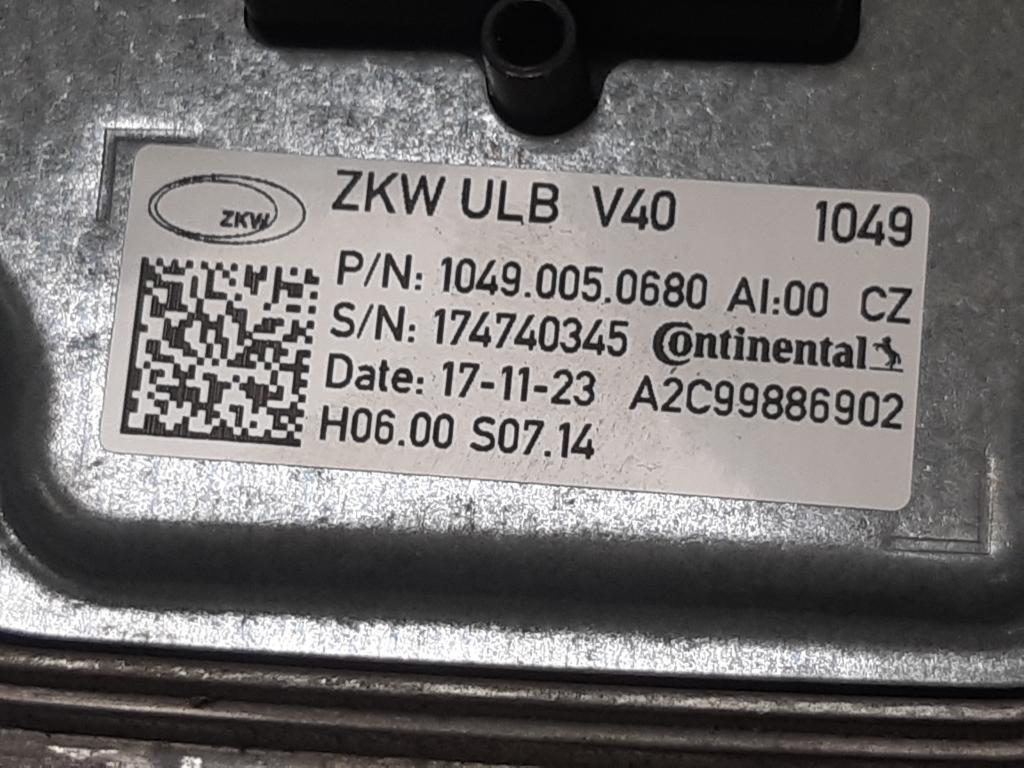 ZKW
ZKW ULB V40 1049
P/N: 1049.005.0680 AI:00 CZ
S/N: 174740345 Continental
Date: 17-11-23 A2C99886902
H06.00 S07.14